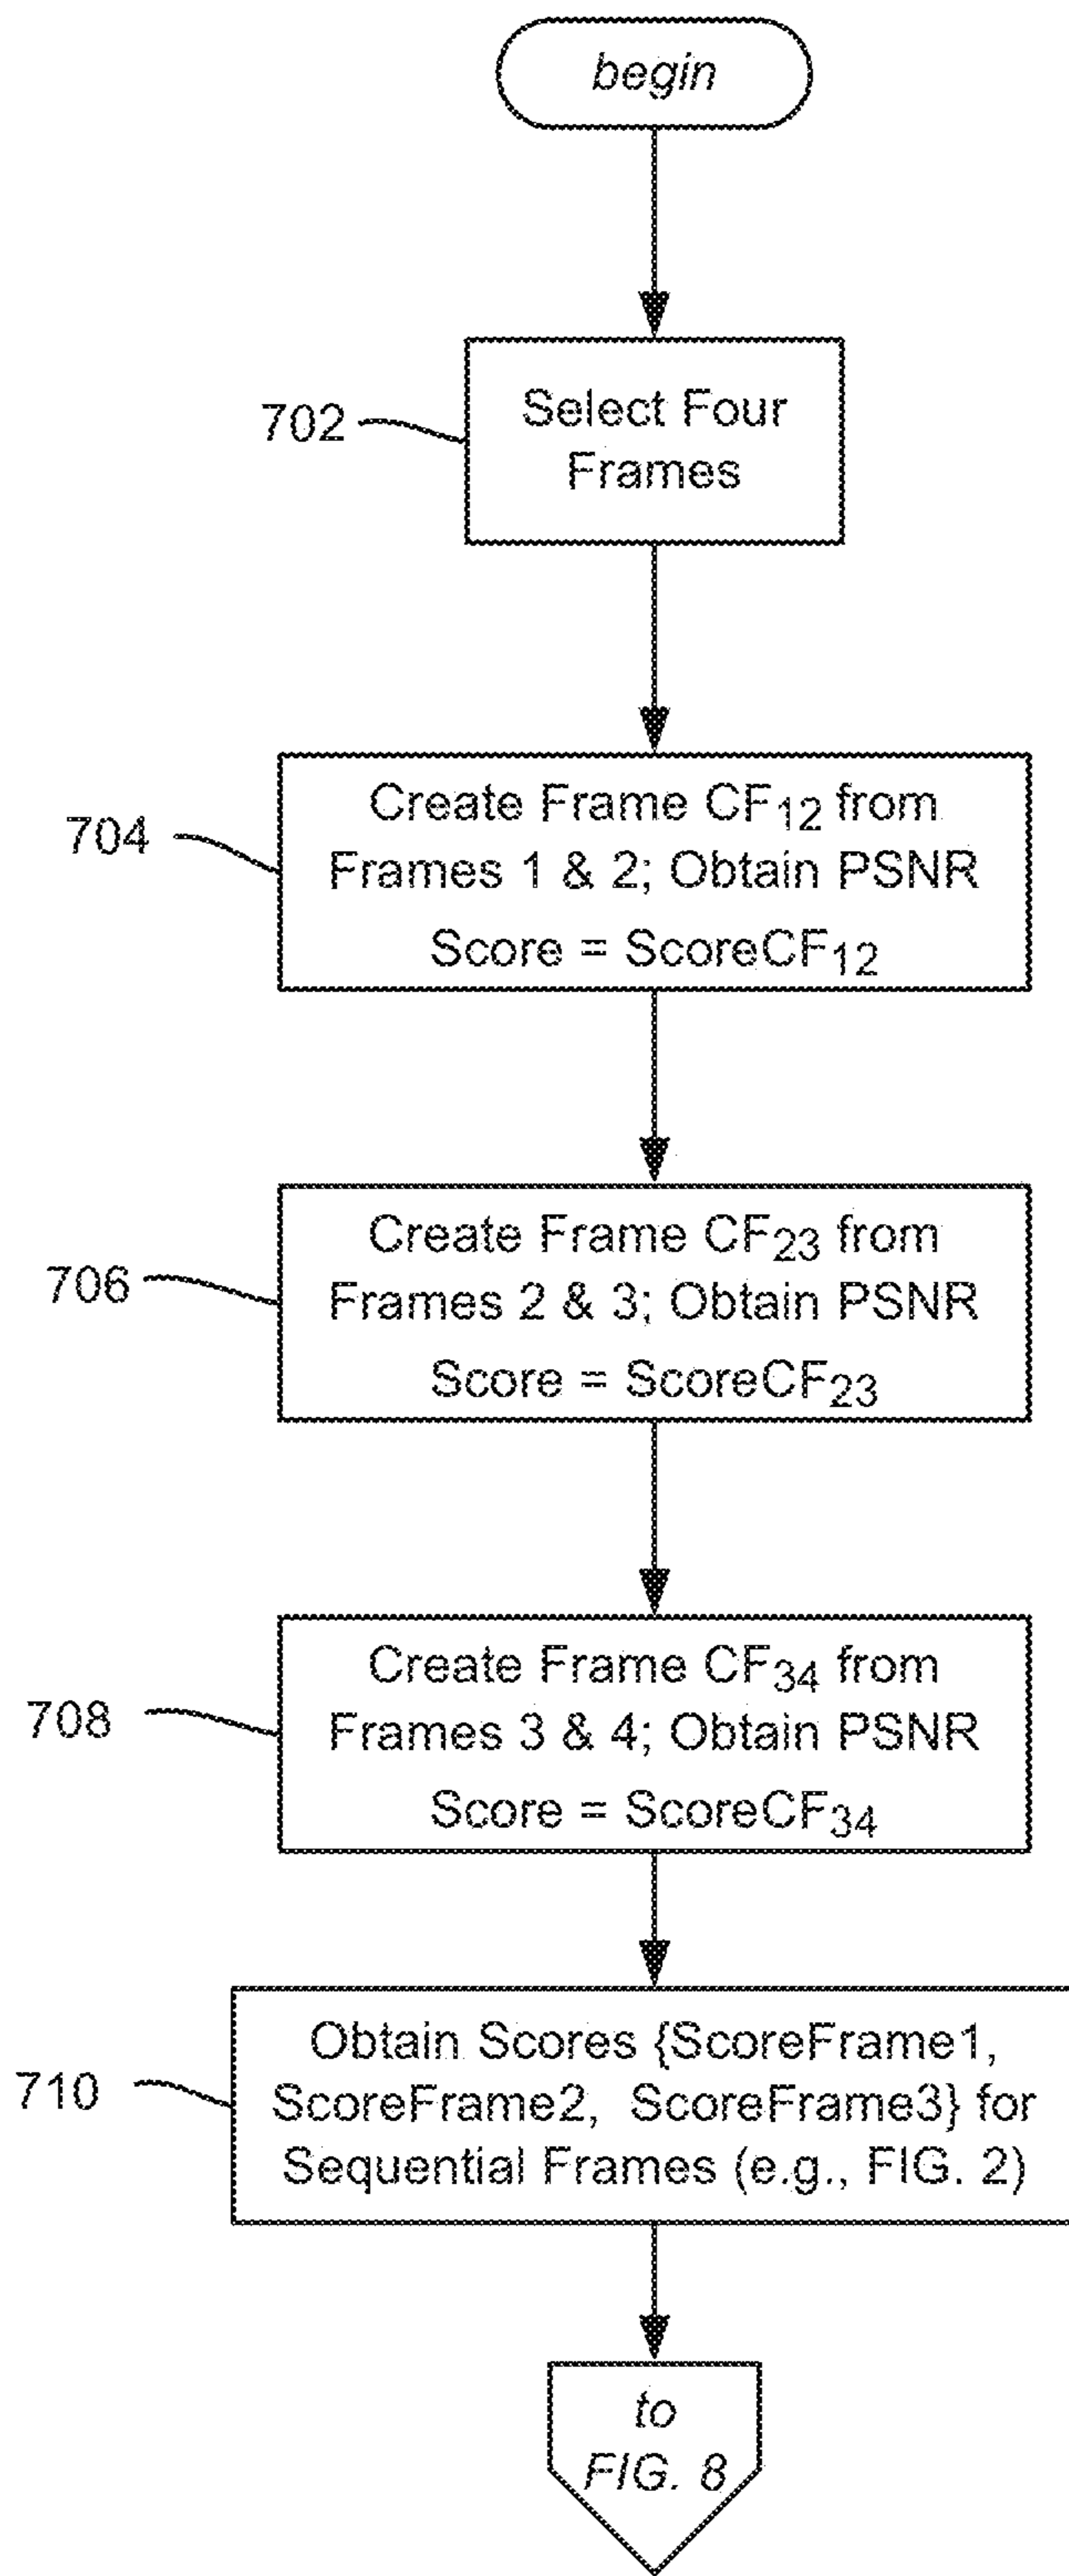 begin
702
Select Four
Frames
704
Create Frame CF₁₂ from
Frames 1 & 2; Obtain PSNR
Score = ScoreCF₁₂
706
Create Frame CF₂₃ from
Frames 2 & 3; Obtain PSNR
Score = ScoreCF₂₃
708
Create Frame CF₃₄ from
Frames 3 & 4; Obtain PSNR
Score = ScoreCF₃₄
710
Obtain Scores {ScoreFrame1,
ScoreFrame2, ScoreFrame3} for
Sequential Frames (e.g., FIG. 2)
to
FIG. 8